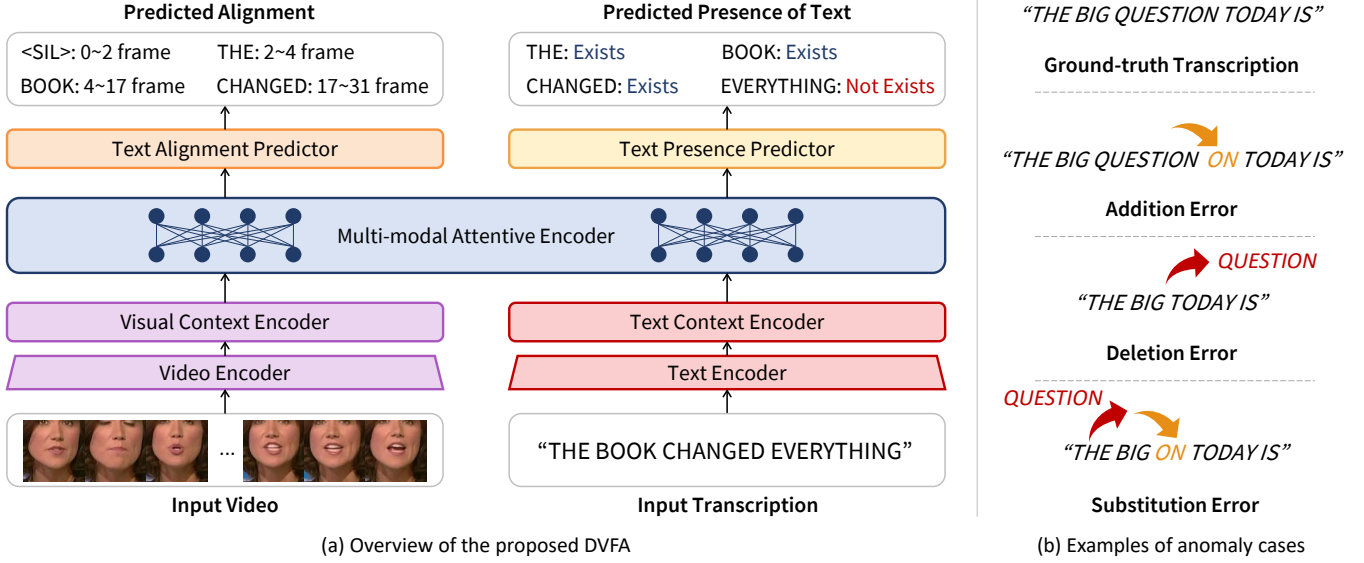 Predicted Alignment
<SIL>: 0~2 frame THE: 2~4 frame
BOOK: 4~17 frame CHANGED: 17~31 frame
Text Alignment Predictor
Predicted Presence of Text
THE: Exists BOOK: Exists
CHANGED: Exists EVERYTHING: Not Exists
Text Presence Predictor
Multi-modal Attentive Encoder
Visual Context Encoder
Video Encoder
...
Input Video
Text Context Encoder
Text Encoder
“THE BOOK CHANGED EVERYTHING”
Input Transcription
(a) Overview of the proposed DVFA
“THE BIG QUESTION TODAY IS”
Ground-truth Transcription
“THE BIG QUESTION ON TODAY IS”
Addition Error
QUESTION
“THE BIG TODAY IS”
Deletion Error
QUESTION
“THE BIG ON TODAY IS”
Substitution Error
(b) Examples of anomaly cases